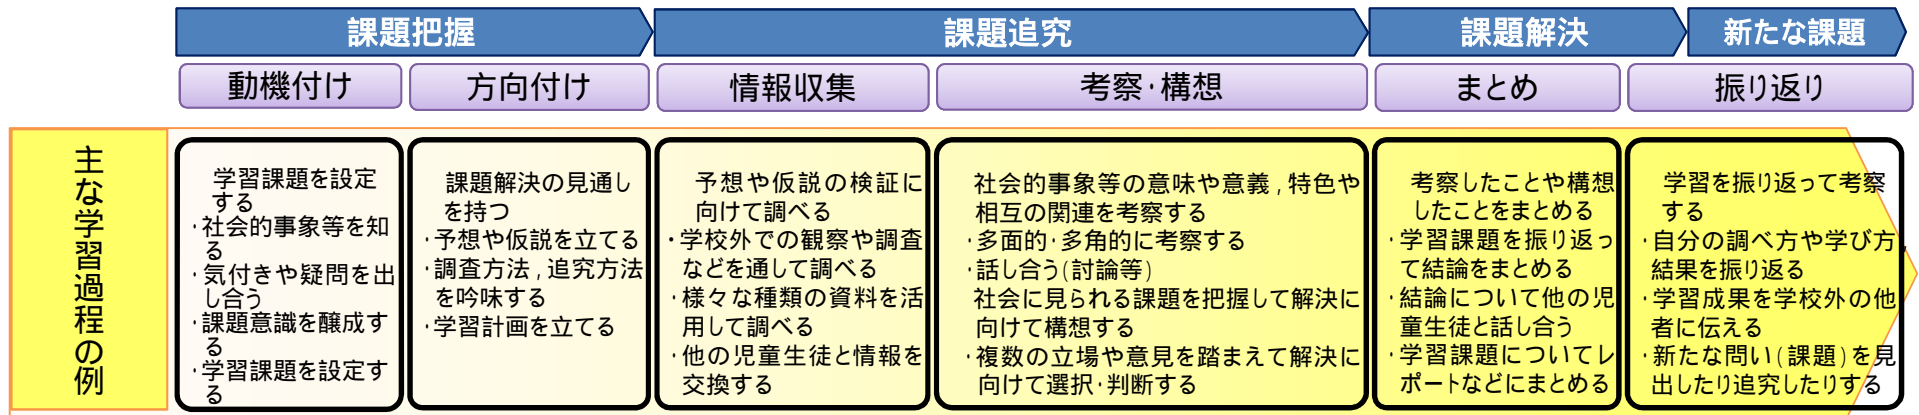 課題把握
課題追究
課題解決
新たな課題
動機付け
方向付け
情報収集
考察・構想
まとめ
振り返り
主な学習過程の例
学習課題を設定
する
・社会的事象等を知
る
・気付きや疑問を出
し合う
・課題意識を醸成す
る
・学習課題を設定す
る
課題解決の見通し
を持つ
・予想や仮説を立てる
・調査方法,追究方法
を吟味する
・学習計画を立てる
予想や仮説の検証に
向けて調べる
・学校外での観察や調査
などを通して調べる
・様々な種類の資料を活
用して調べる
・他の児童生徒と情報を
交換する
社会的事象等の意味や意義,特色や
相互の関連を考察する
・多面的・多角的に考察する
・話し合う(討論等)
社会に見られる課題を把握して解決に
向けて構想する
・複数の立場や意見を踏まえて解決に
向けて選択・判断する
考察したことや構想
したことをまとめる
・学習課題を振り返っ
て結論をまとめる
・結論について他の児
童生徒と話し合う
・学習課題についてレ
ポートなどにまとめる
学習を振り返って考察
する
・自分の調べ方や学び方,
結果を振り返る
・学習成果を学校外の他
者に伝える
・新たな問い(課題)を見
出したり追究したりする